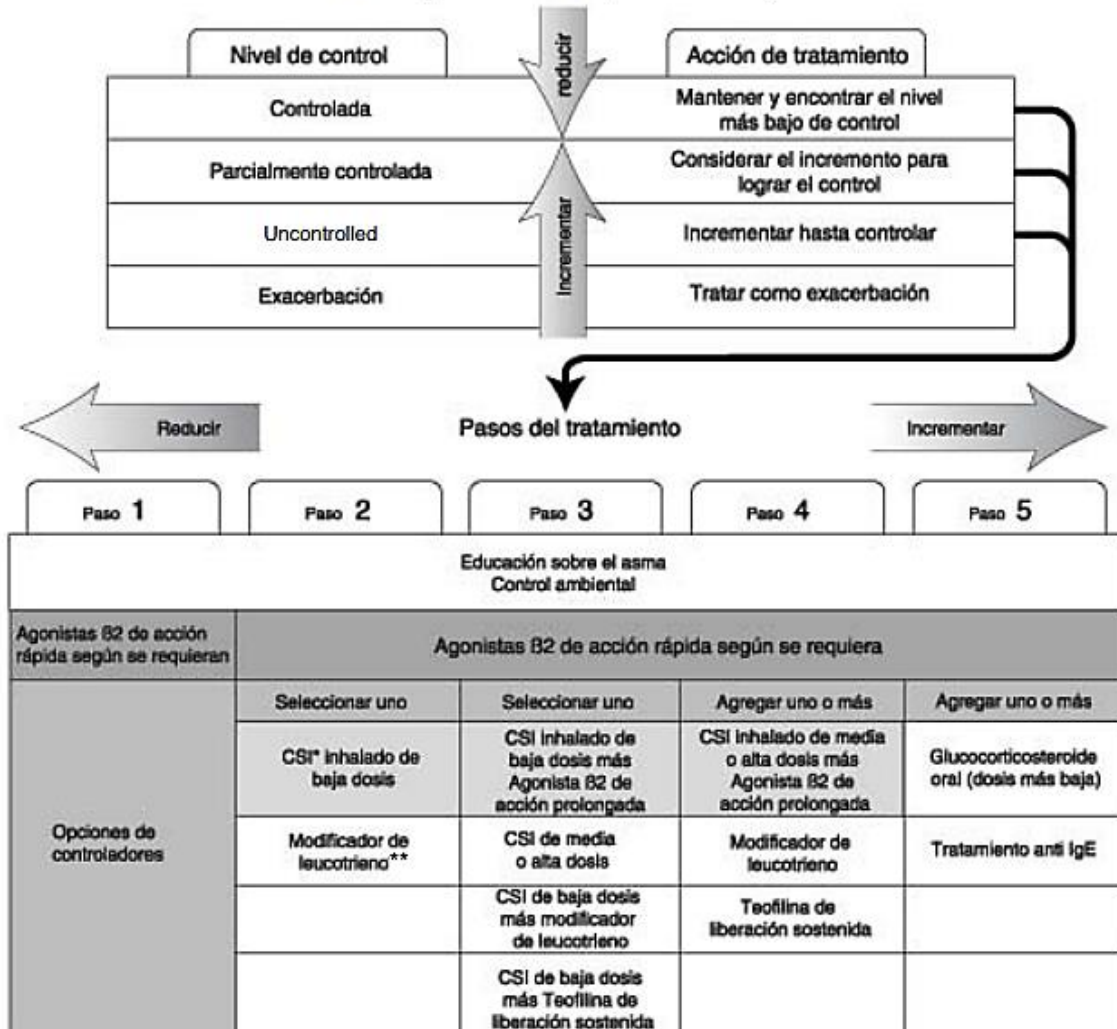 Nivel de control
reducir
Acción de tratamiento
Controlada
Mantener y encontrar el nivel
más bajo de control
Parcialmente controlada
Considerar el incremento para
lograr el control
Uncontrolled
Incrementar
Incrementar hasta controlar
Exacerbación
Tratar como exacerbación
Reducir
Pasos del tratamiento
Incrementar
Paso 1
Paso 2
Paso 3
Paso 4
Paso 5
Educación sobre el asma
Control ambiental
Agonistas ß2 de acción
rápida según se requieran
Agonistas ß2 de acción rápida según se requiera
Seleccionar uno
Seleccionar uno
Agregar uno o más
Agregar uno o más
Opciones de
controladores
CSI* inhalado de
baja dosis
CSI inhalado de
baja dosis más
Agonista ß2 de
acción prolongada
CSI inhalado de media
o alta dosis más
Agonista ß2 de
acción prolongada
Glucocorticosteroide
oral (dosis más baja)
Modificador de
leucotrieno**
CSI de media
o alta dosis
Modificador de
leucotrieno
Tratamiento anti IgE
CSI de baja dosis
más modificador
de leucotrieno
Teofilina de
liberación sostenida
CSI de baja dosis
más Teofilina de
liberación sostenida